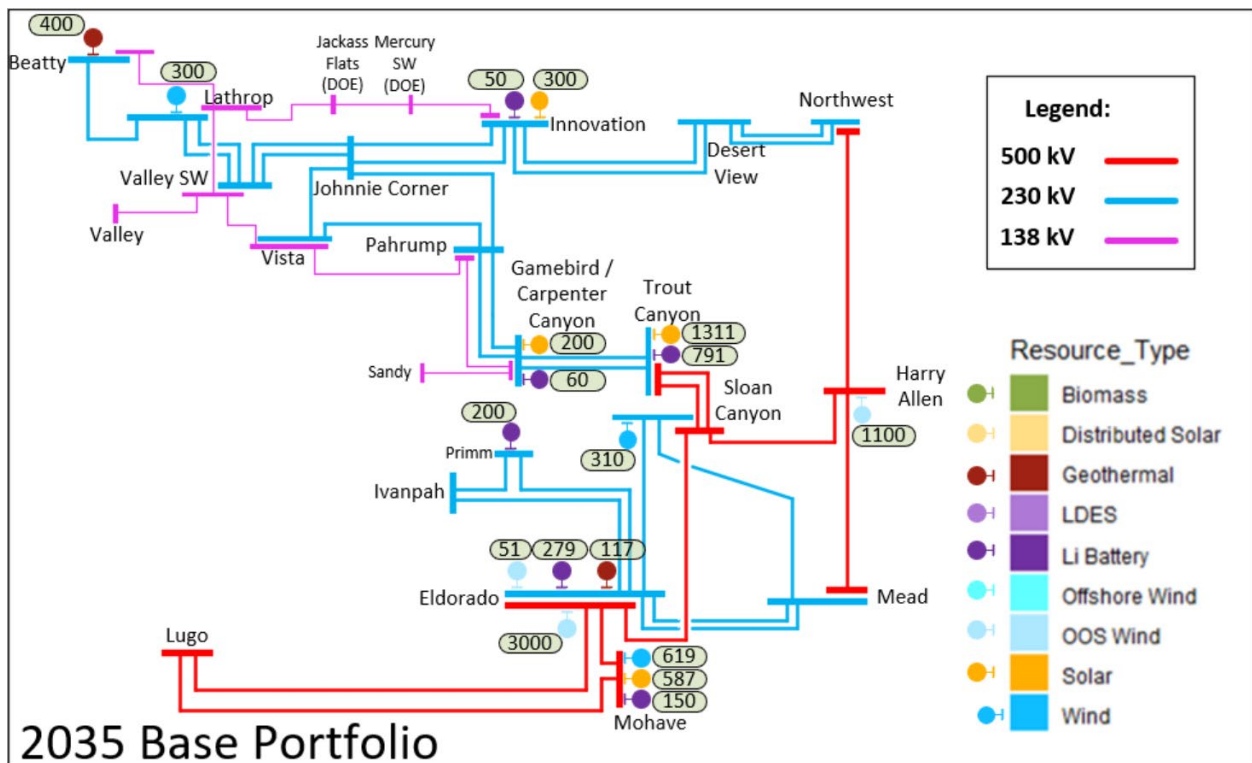 400
Beatty
300
Lathrop
Jackass
Flats
(DOE)
Mercury
SW
(DOE)
50
300
Innovation
Northwest
Desert
View
Legend:
500 kV
230 kV
138 kV
Valley SW
Johnnie Corner
Valley
Vista
Pahrump
Gamebird /
Carpenter
Canyon
Trout
Canyon
200
60
1311
791
Sandy
Sloan
Canyon
Harry
Allen
1100
200
Primm
310
Ivanpah
51
279
117
Eldorado
3000
Mead
Lugo
619
587
150
Mohave
Resource_Type
Biomass
Distributed Solar
Geothermal
LDES
Li Battery
Offshore Wind
OOS Wind
Solar
Wind
2035 Base Portfolio